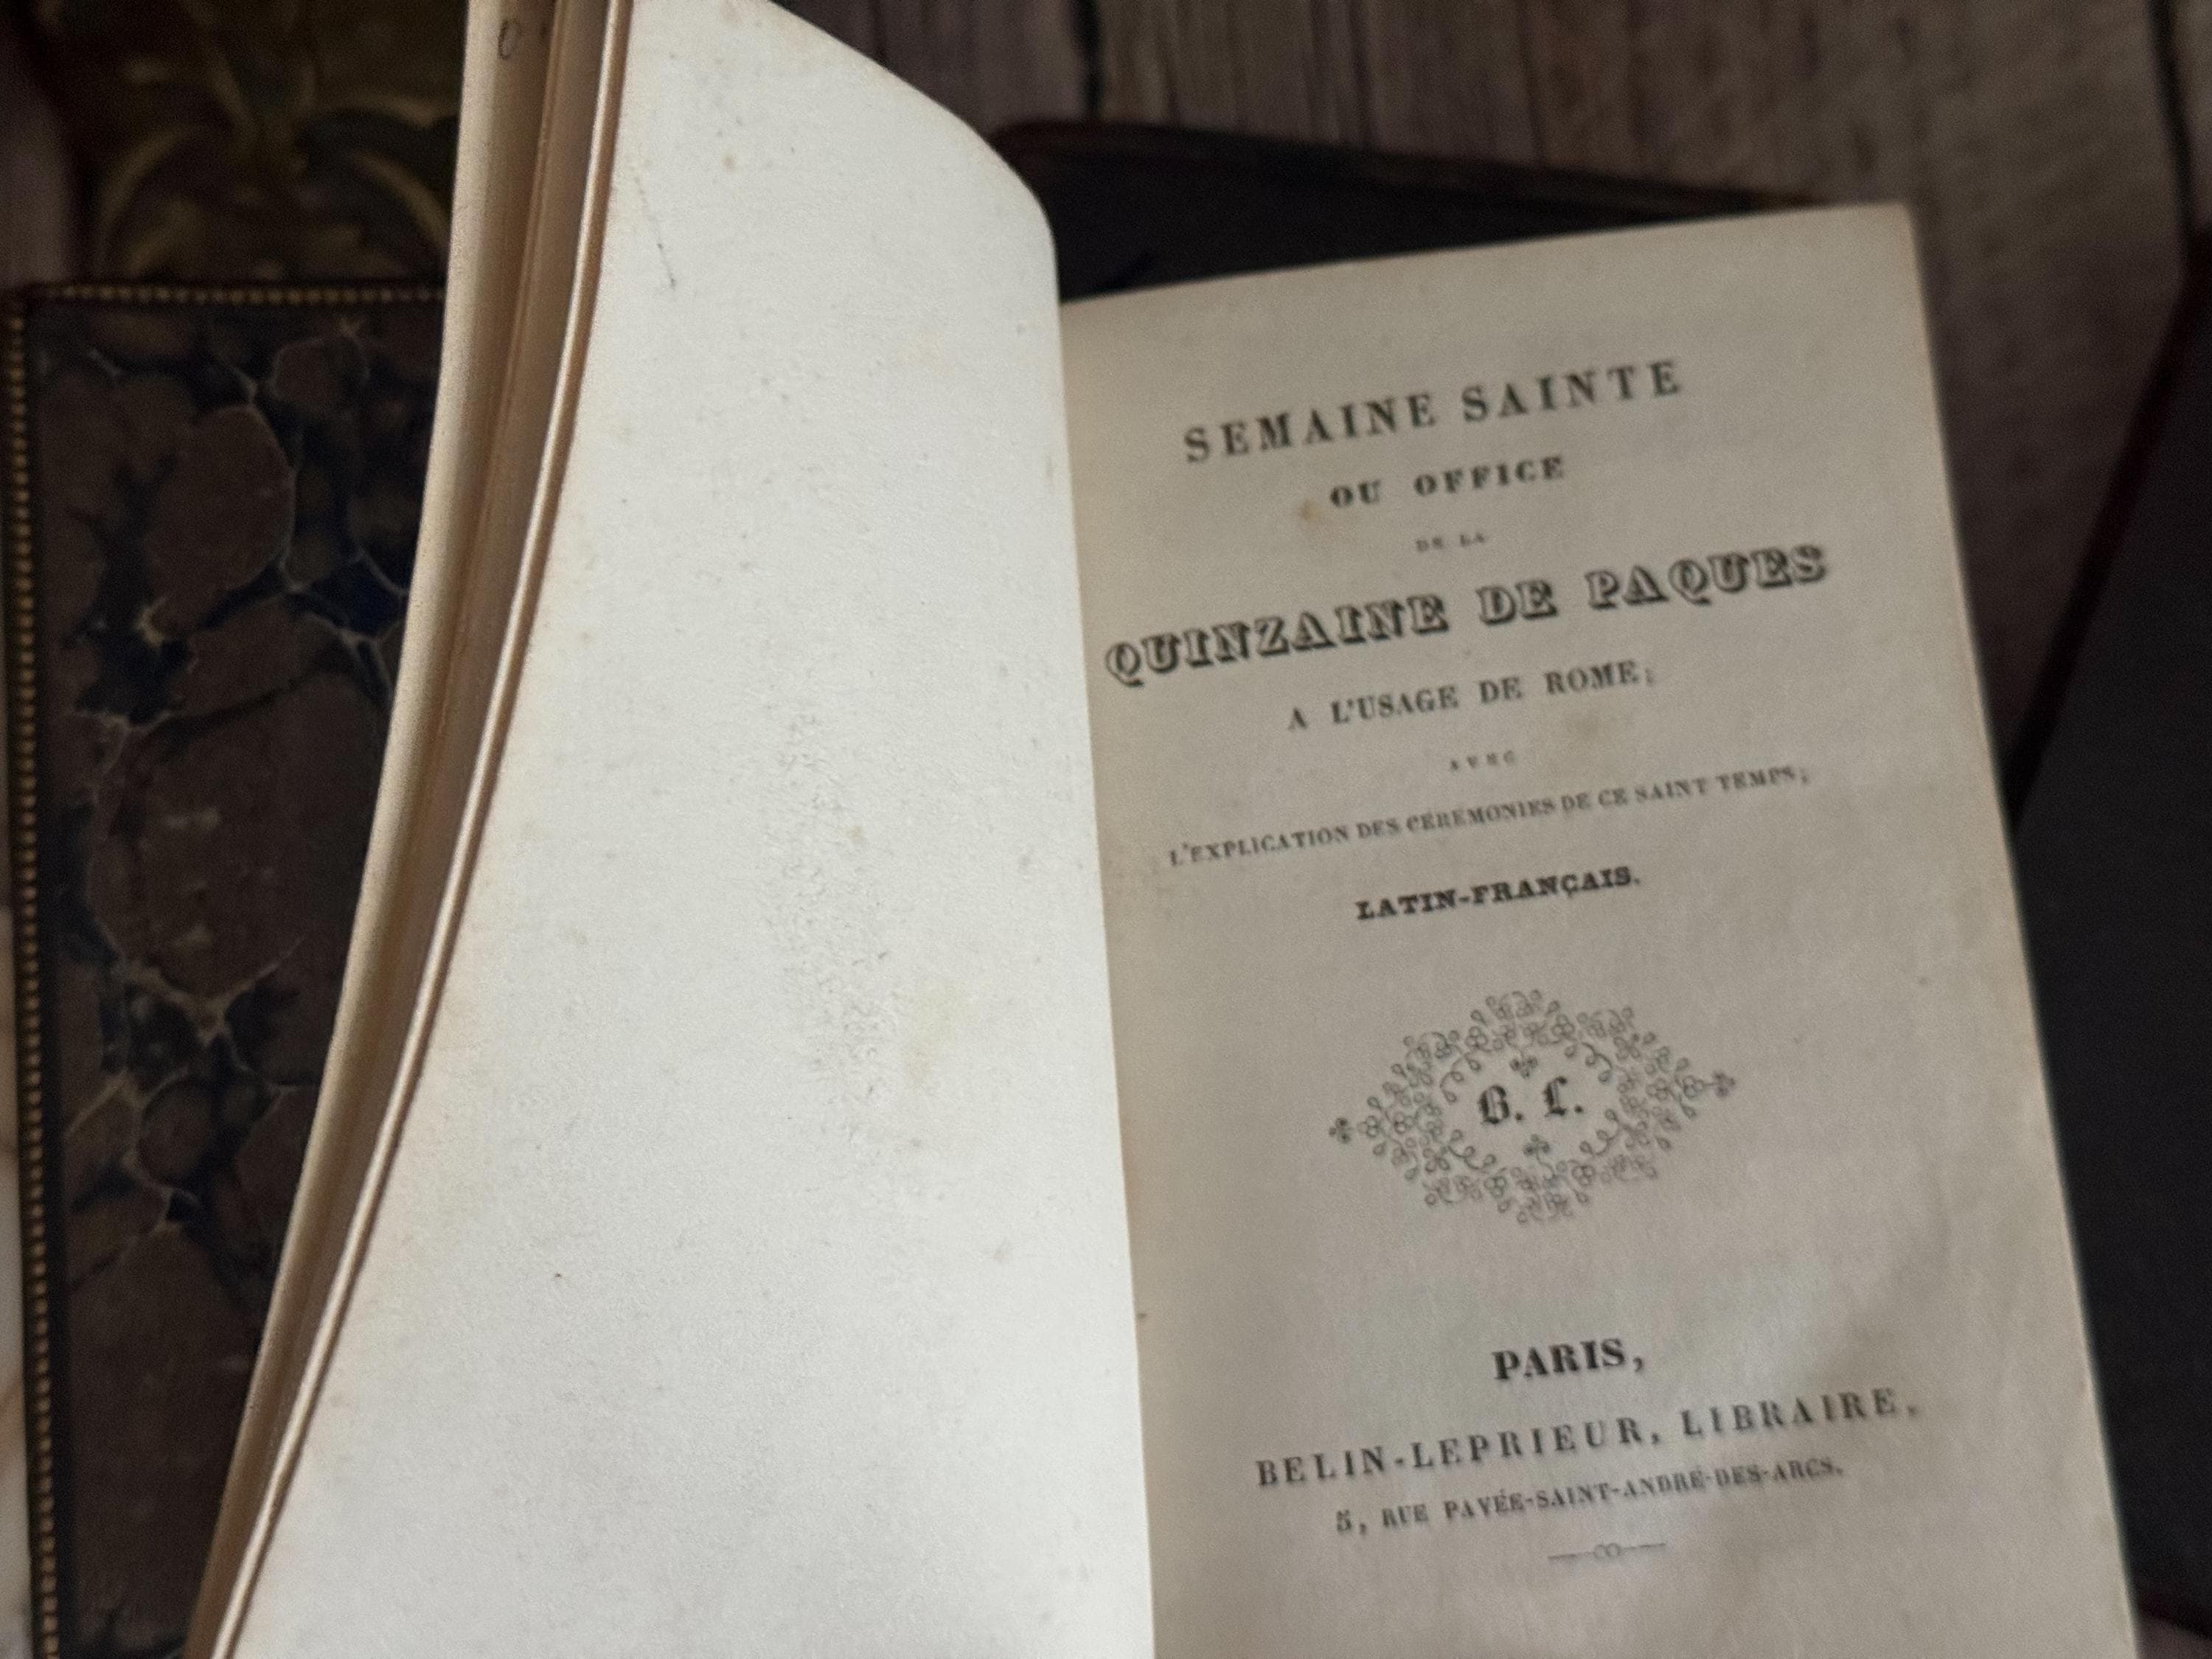 SEMAINE SAINTE
OU OFFICE
DE LA
QUINZAINE DE PAQUES
A L'USAGE DE ROME;
AVEC
L'EXPLICATION DES CÉRÉMONIES DE CE SAINT TEMPS;
LATIN-FRANÇAIS.
B. L.
PARIS,
BELIN-LEPRIEUR, LIBRAIRE,
5, RUE PAVÉE-SAINT-ANDRÉ-DES-ARCS.